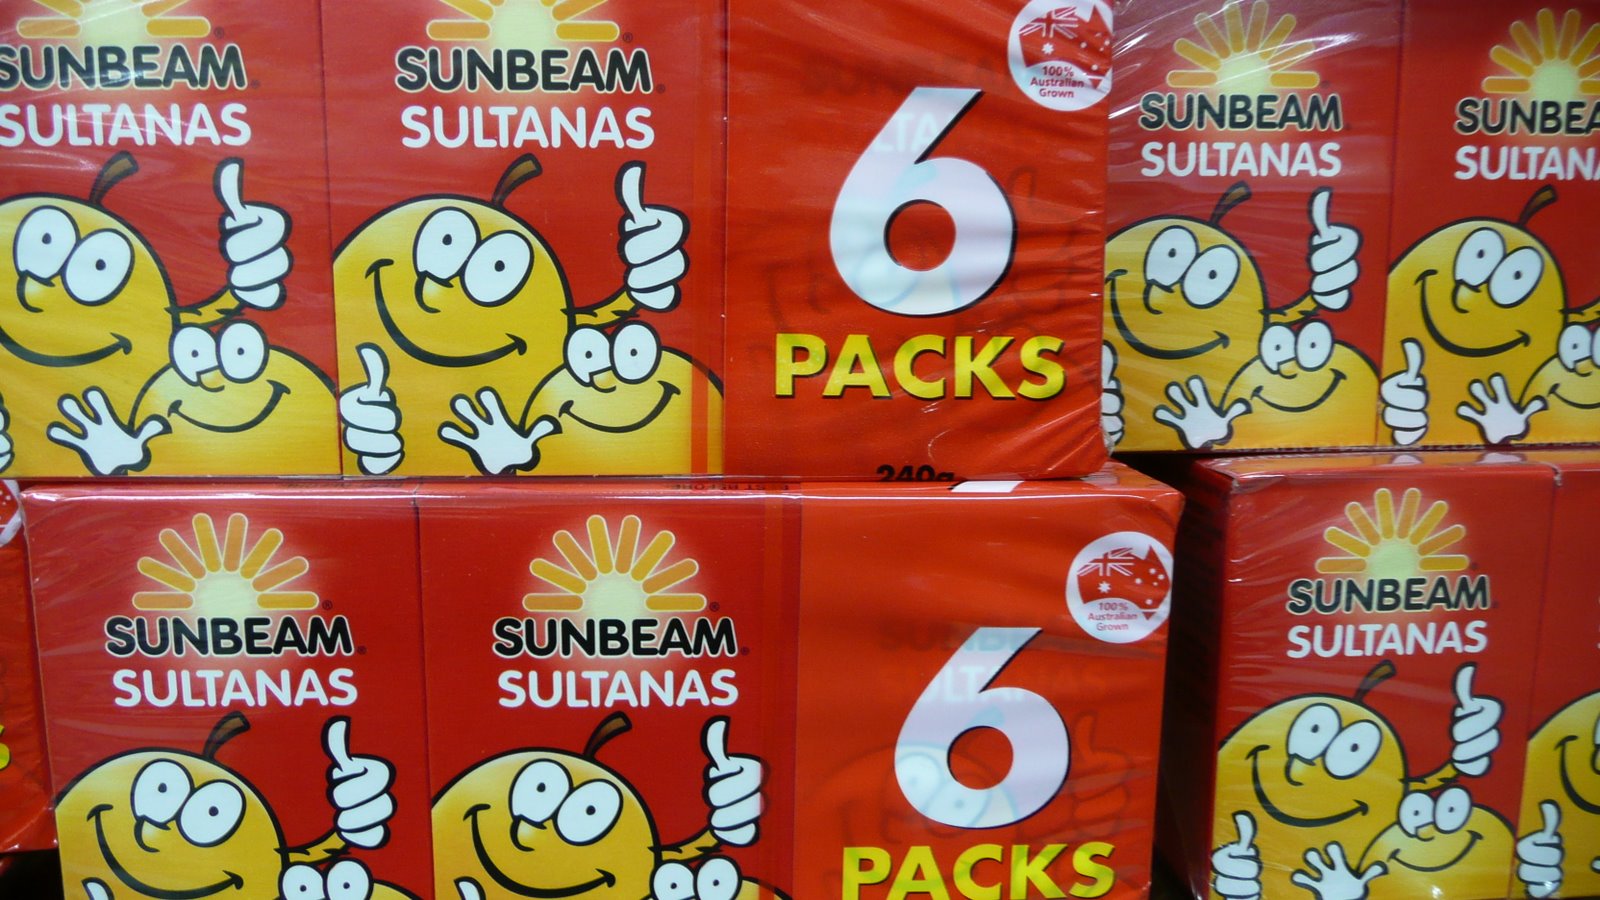 SUNBEAM
SULTANAS
SUNBEAM
SULTANAS
6
PACKS
240g
100%
Australian
Grown
SUNBEAM
SULTANAS
SUNBEA
SULTAN
SUNBEAM
SULTANAS
SUNBEAM
SULTANAS
6
PACKS
100%
Australian
Grown
SUNBEAM
SULTANAS